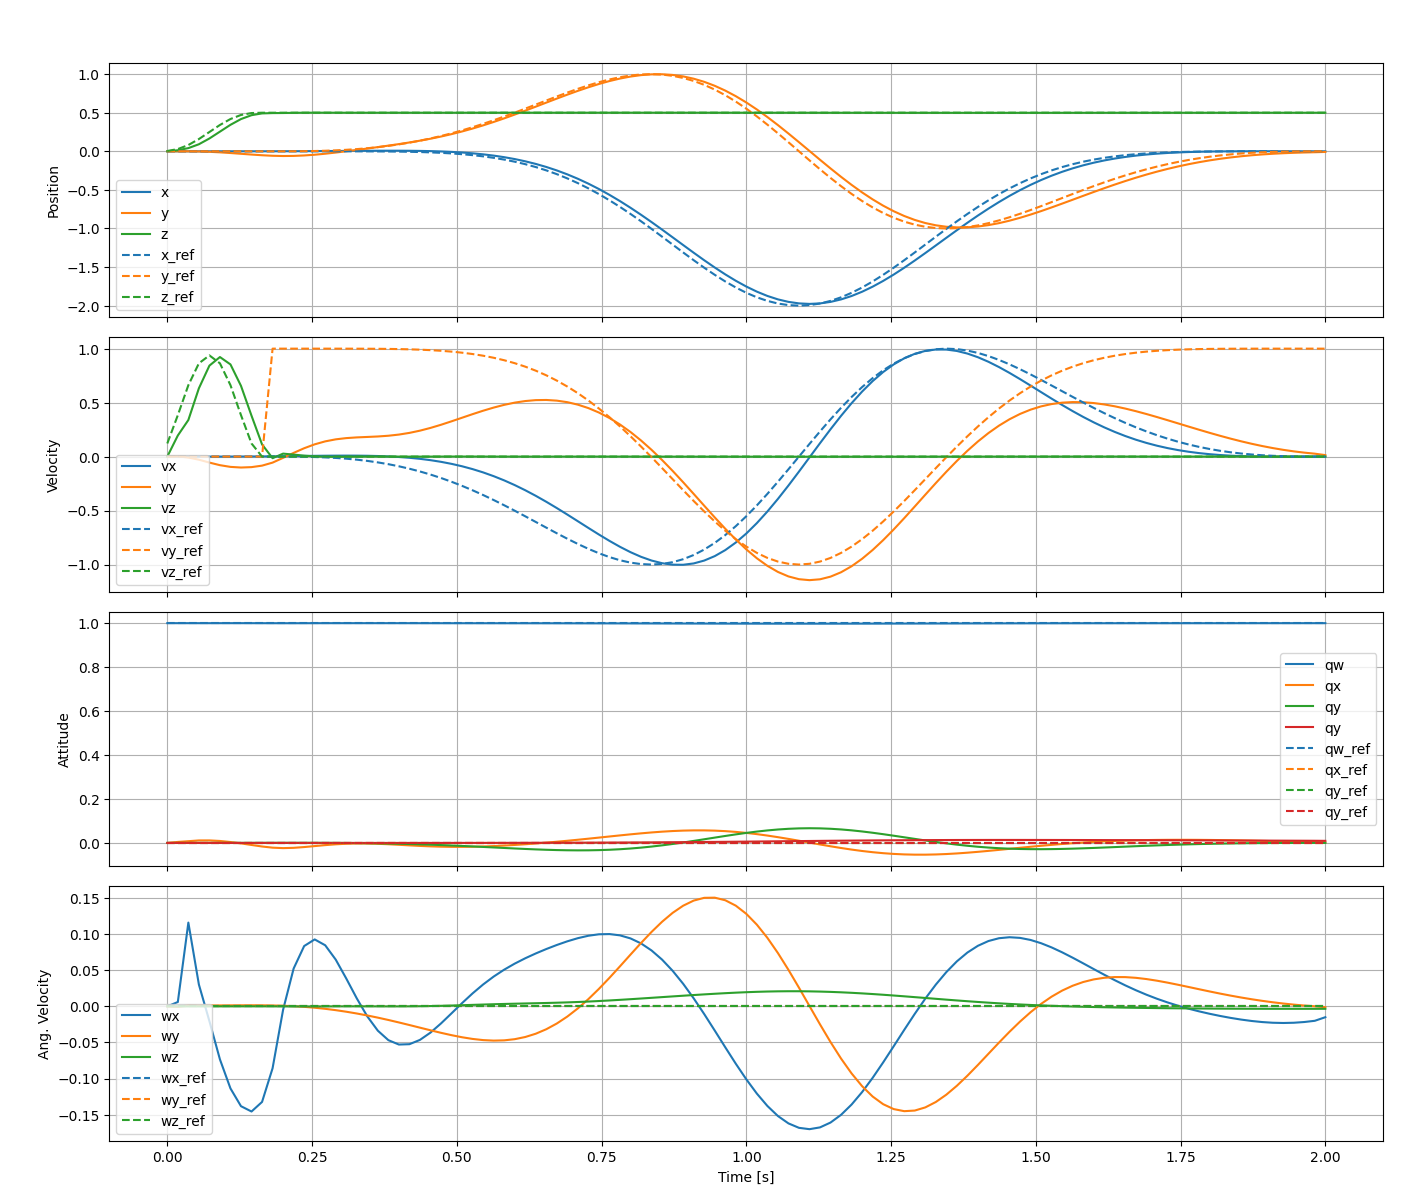 1.0
0.5
0.0
−0.5
−1.0
−1.5
−2.0
Position
x
y
z
x_ref
y_ref
z_ref
1.0
0.5
0.0
−0.5
−1.0
Velocity
vx
vy
vz
vx_ref
vy_ref
vz_ref
1.0
0.8
0.6
0.4
0.2
0.0
Attitude
qw
qx
qy
qy
qw_ref
qx_ref
qy_ref
qy_ref
0.15
0.10
0.05
0.00
−0.05
−0.10
−0.15
Ang. Velocity
wx
wy
wz
wx_ref
wy_ref
wz_ref
0.00 0.25 0.50 0.75 1.00 1.25 1.50 1.75 2.00
Time [s]